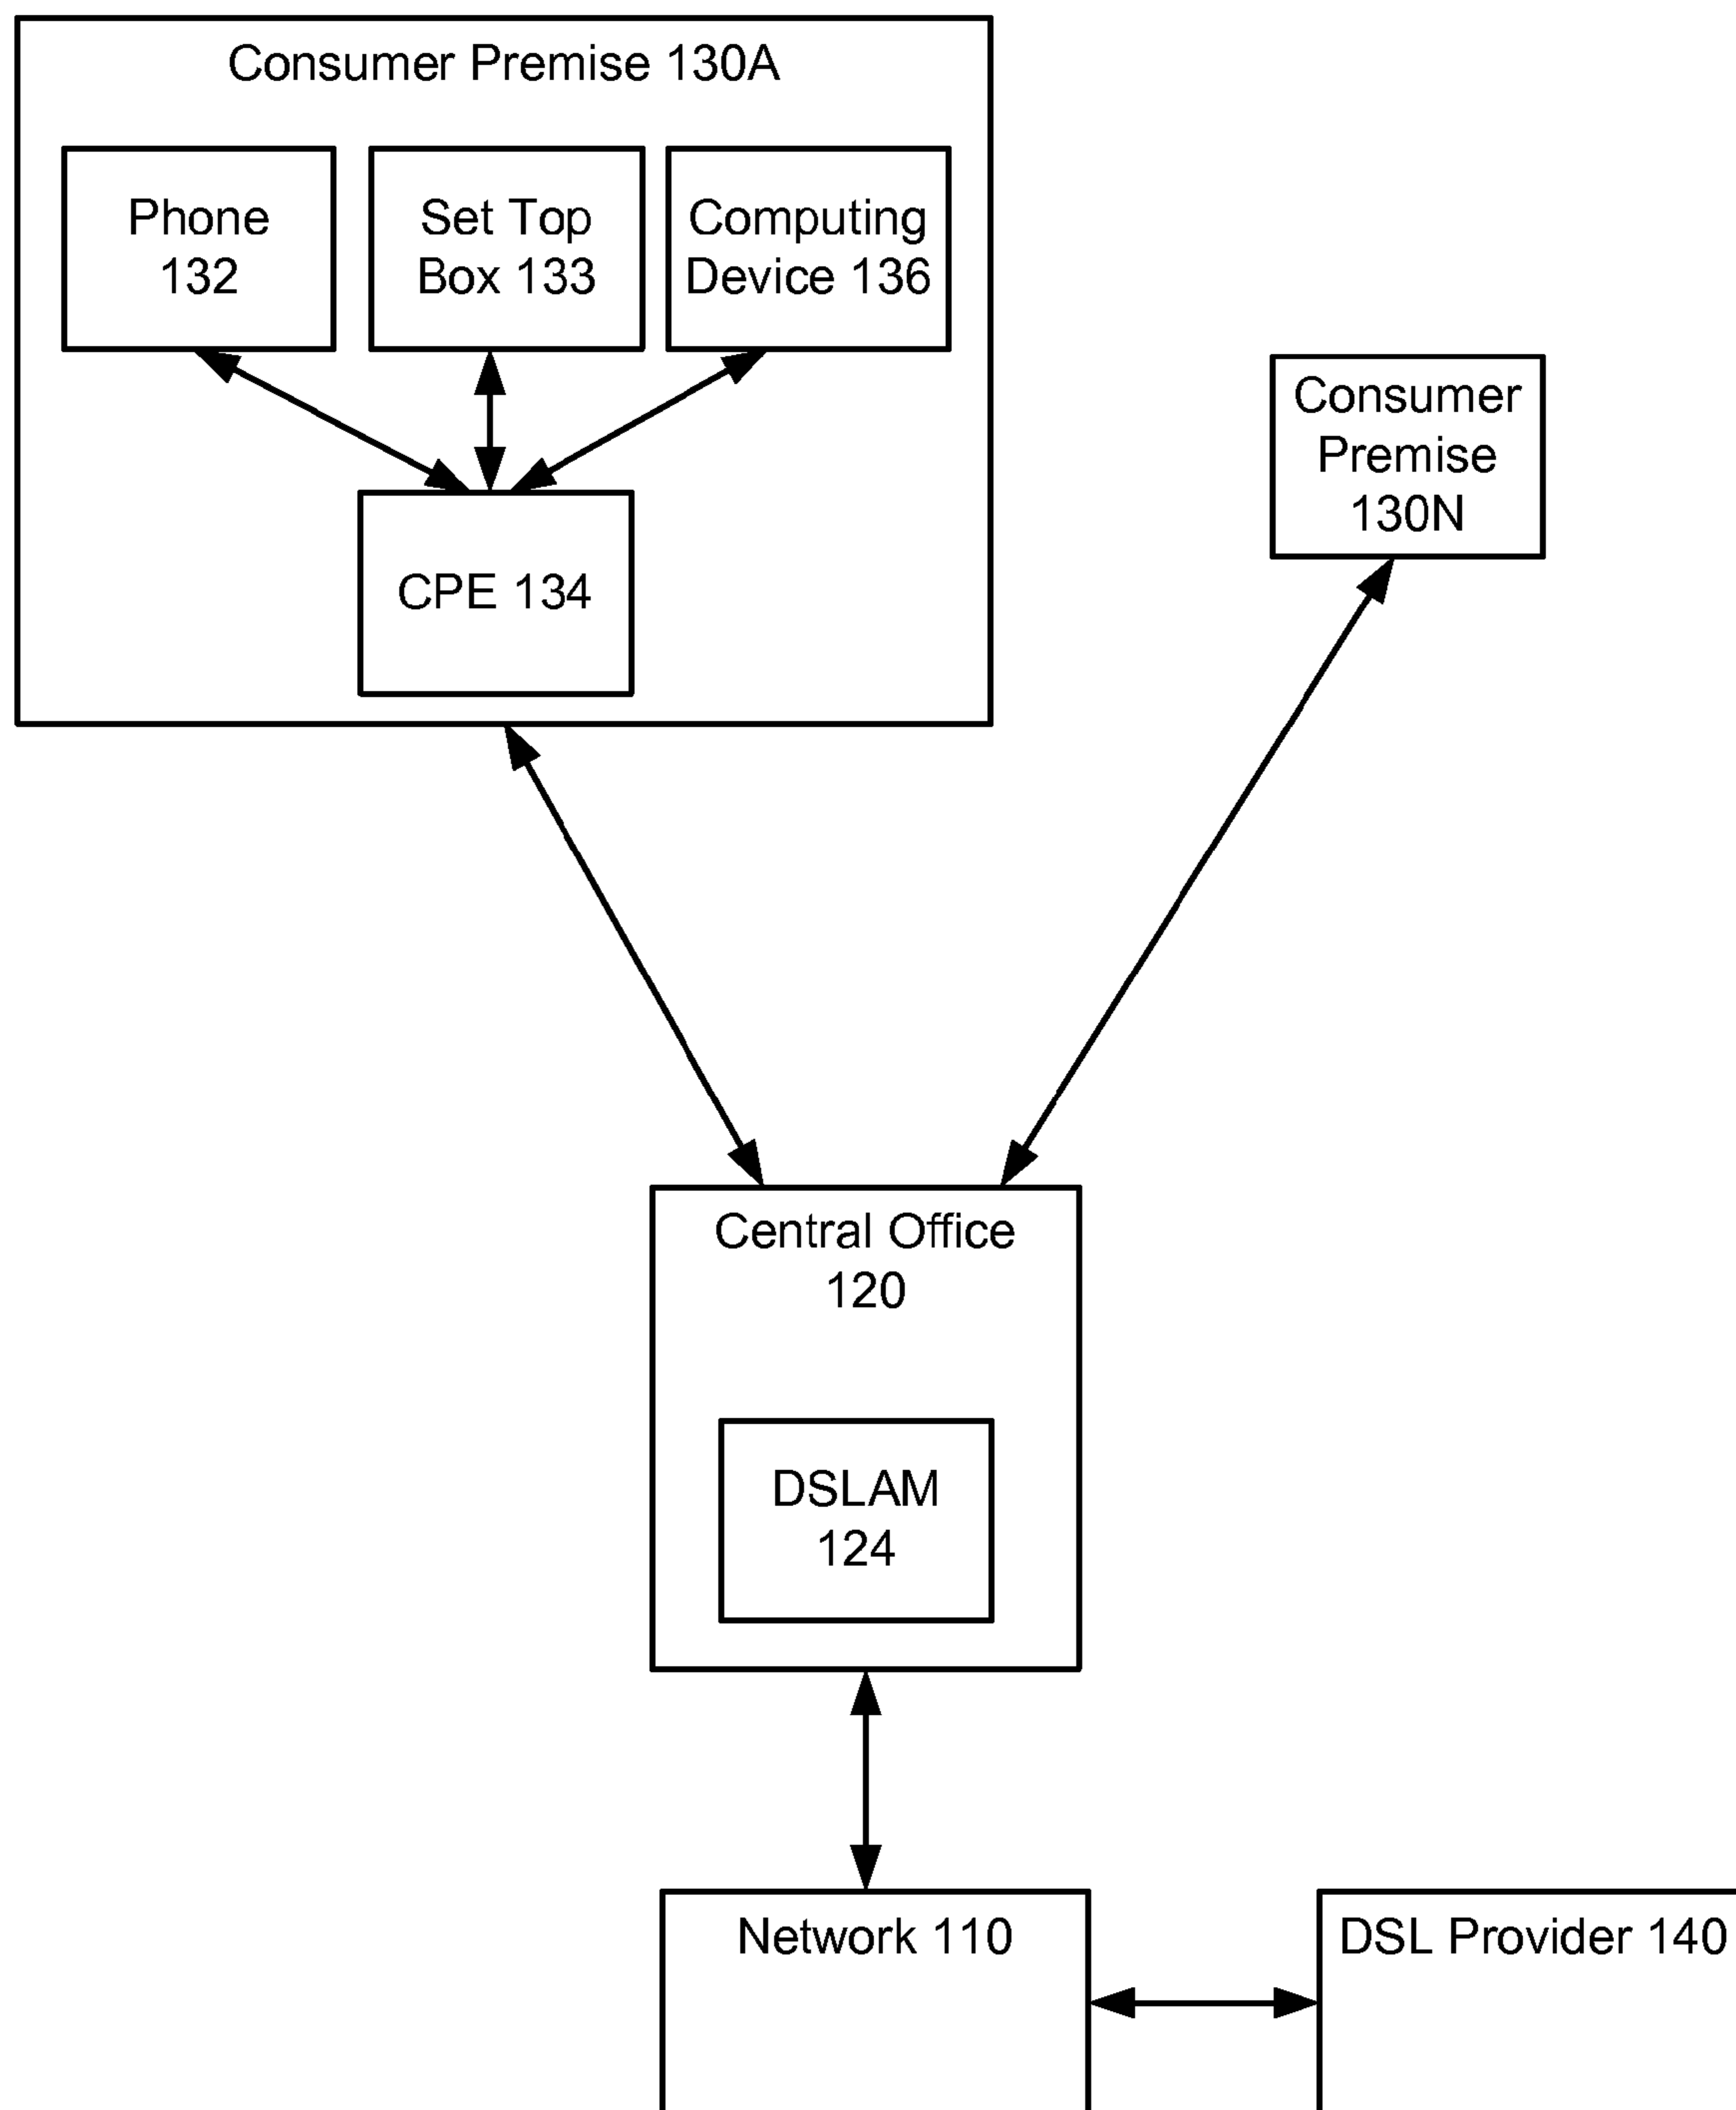 Consumer Premise 130A
Phone
132
Set Top
Box 133
Computing
Device 136
CPE 134
Consumer
Premise
130N
Central Office
120
DSLAM
124
Network 110
DSL Provider 140